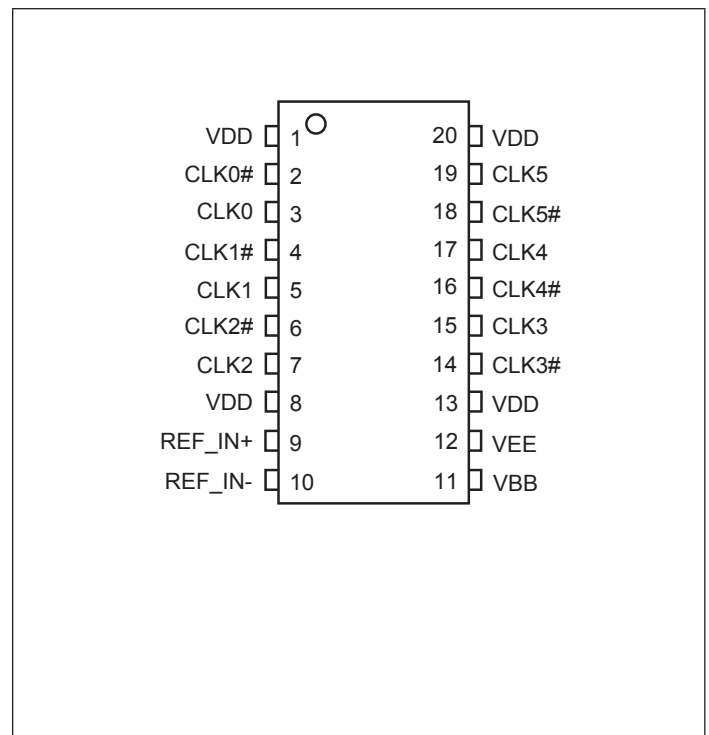 VDD 1 20 VDD
CLK0# 2 19 CLK5
CLK0 3 18 CLK5#
CLK1# 4 17 CLK4
CLK1 5 16 CLK4#
CLK2# 6 15 CLK3
CLK2 7 14 CLK3#
VDD 8 13 VDD
REF_IN+ 9 12 VEE
REF_IN- 10 11 VBB